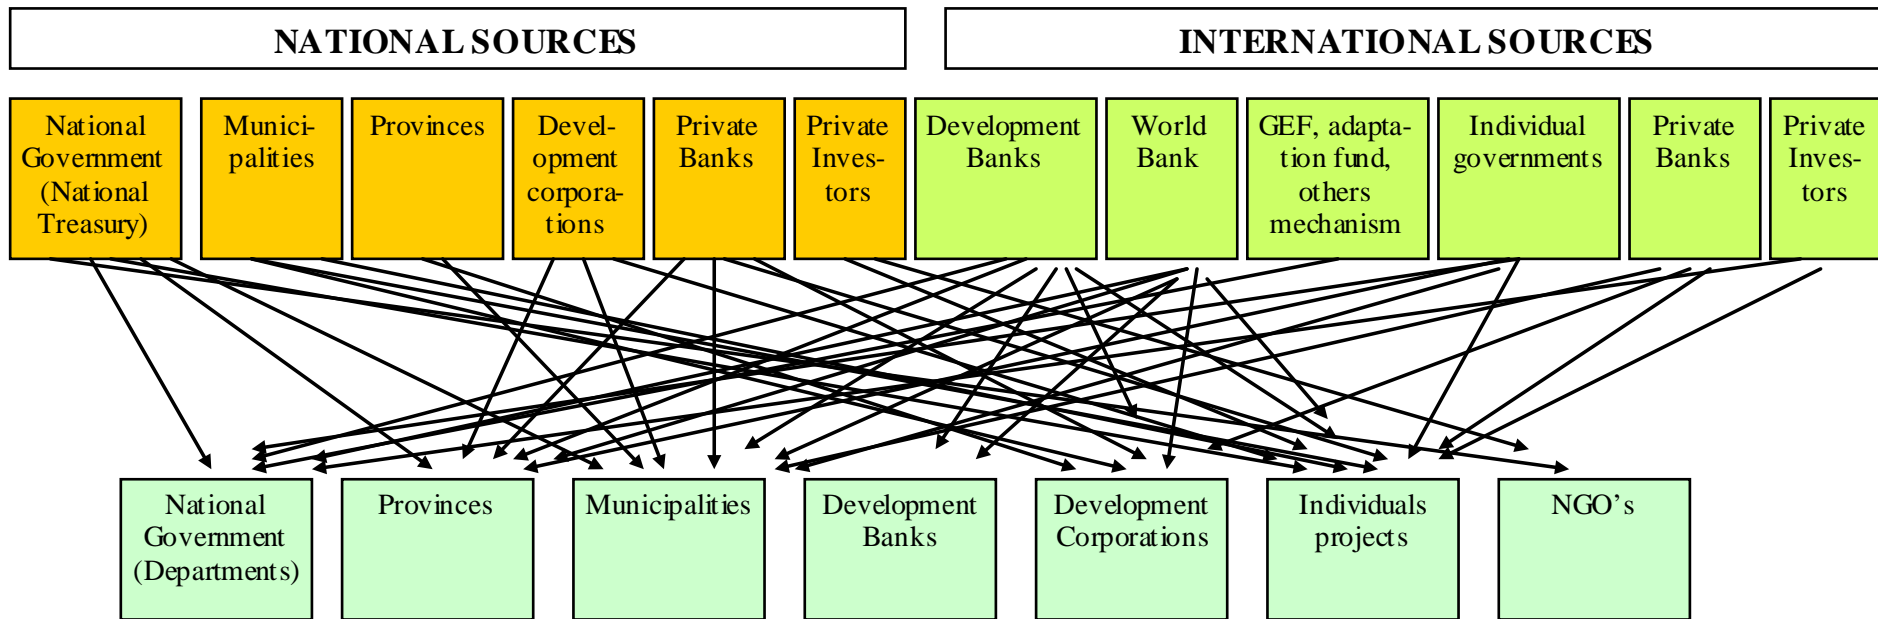 NATIONAL SOURCES
INTERNATIONAL SOURCES
National
Government
(National
Treasury)
Munici-
palities
Provinces
Devel-
opment
corpora-
tions
Private
Banks
Private
Inves-
tors
Development
Banks
World
Bank
GEF, adapta-
tion fund,
others
mechanism
Individual
governments
Private
Banks
Private
Inves-
tors
National
Government
(Departments)
Provinces
Municipalities
Development
Banks
Development
Corporations
Individuals
projects
NGO’s